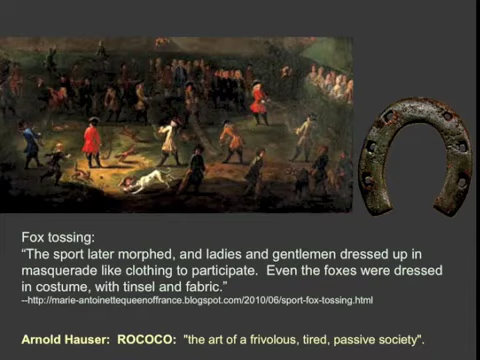 Fox tossing:
“The sport later morphed, and ladies and gentlemen dressed up in
masquerade like clothing to participate.  Even the foxes were dressed
in costume, with tinsel and fabric.”
--http://marie-antoinettequeenoffrance.blogspot.com/2010/06/sport-fox-tossing.html
Arnold Hauser:  ROCOCO:  "the art of a frivolous, tired, passive society".